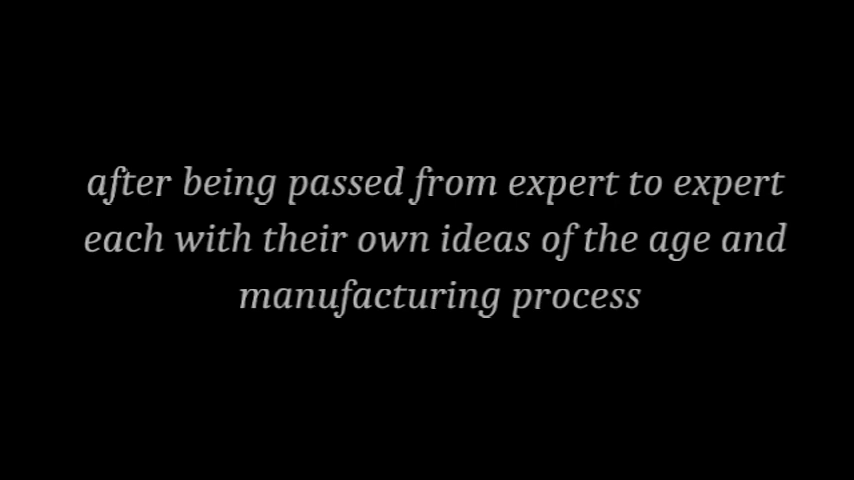 after being passed from expert to expert
each with their own ideas of the age and
manufacturing process